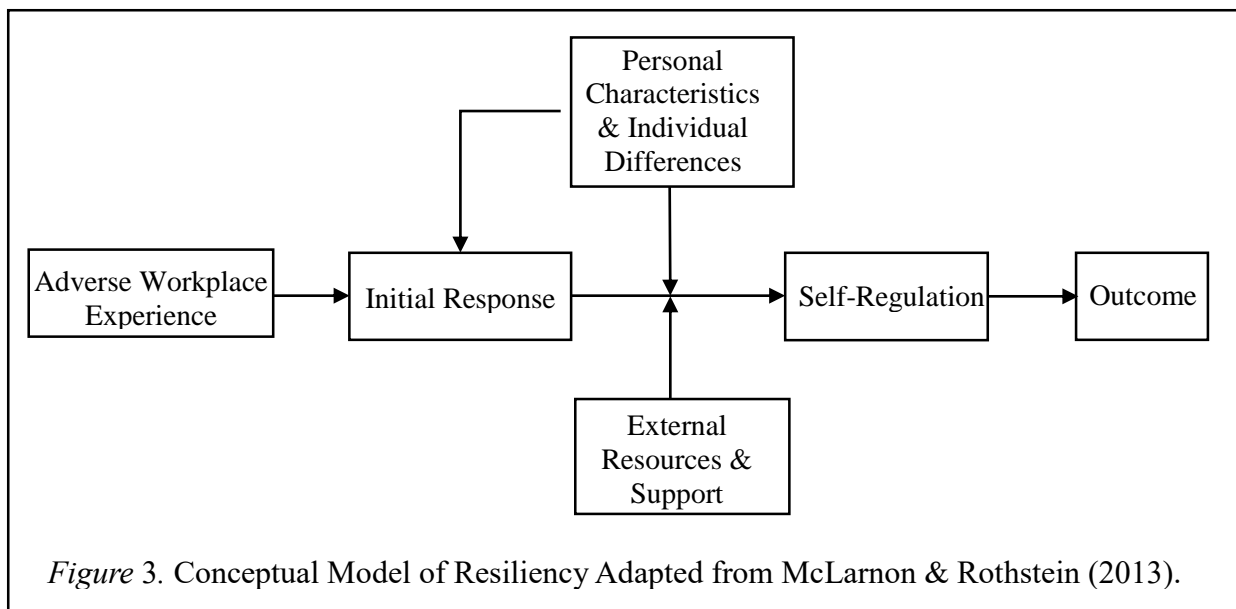 Personal
Characteristics
& Individual
Differences
Adverse Workplace
Experience
Initial Response
Self-Regulation
Outcome
External
Resources &
Support
Figure 3. Conceptual Model of Resiliency Adapted from McLarnon & Rothstein (2013).